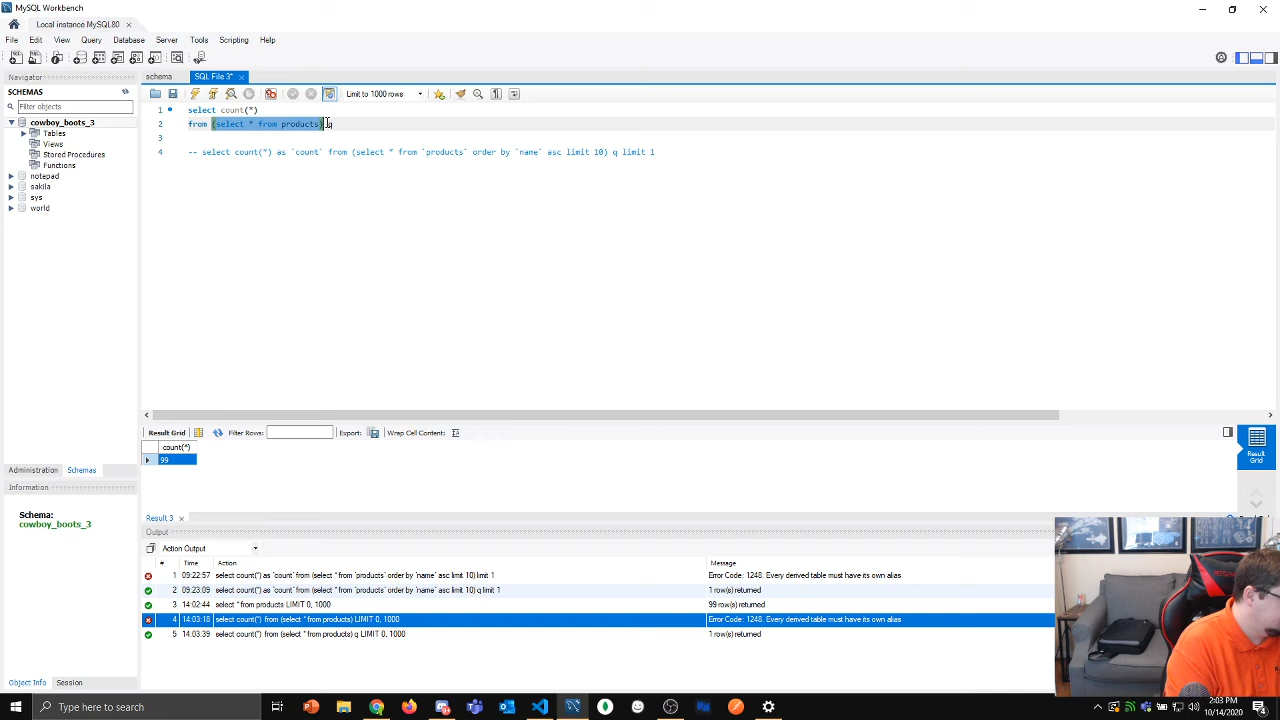 MySQL Workbench
Local instance MySQL80 ×
File Edit View Query Database Server Tools Scripting Help
Navigator
SCHEMAS
Filter objects
cowboy_boots_3
Tables
Views
Stored Procedures
Functions
notepad
sakila
sys
world
Administration Schemas
Information
Schema:
cowboy_boots_3
Object Info Session
schema SQL File 3* ×
Limit to 1000 rows
1 select count(*)
2 from (select * from products) q
3
4 -- select count(*) as `count` from (select * from `products` order by `name` asc limit 10) q limit 1
Result Grid Filter Rows: Export: Wrap Cell Content:
count(*)
99
Result Grid
Result 3 ×
Output
Action Output
# Time Action Message
1 09:22:57 select count(*) as `count` from (select * from `products` order by `name` asc limit 10) limit 1 Error Code: 1248. Every derived table must have its own alias
2 09:23:09 select count(*) as `count` from (select * from `products` order by `name` asc limit 10) q limit 1 1 row(s) returned
3 14:02:44 select * from products LIMIT 0, 1000 99 row(s) returned
4 14:03:18 select count(*) from (select * from products) LIMIT 0, 1000 Error Code: 1248. Every derived table must have its own alias
5 14:03:39 select count(*) from (select * from products) q LIMIT 0, 1000 1 row(s) returned
Type here to search
2:03 PM
10/14/2020
4